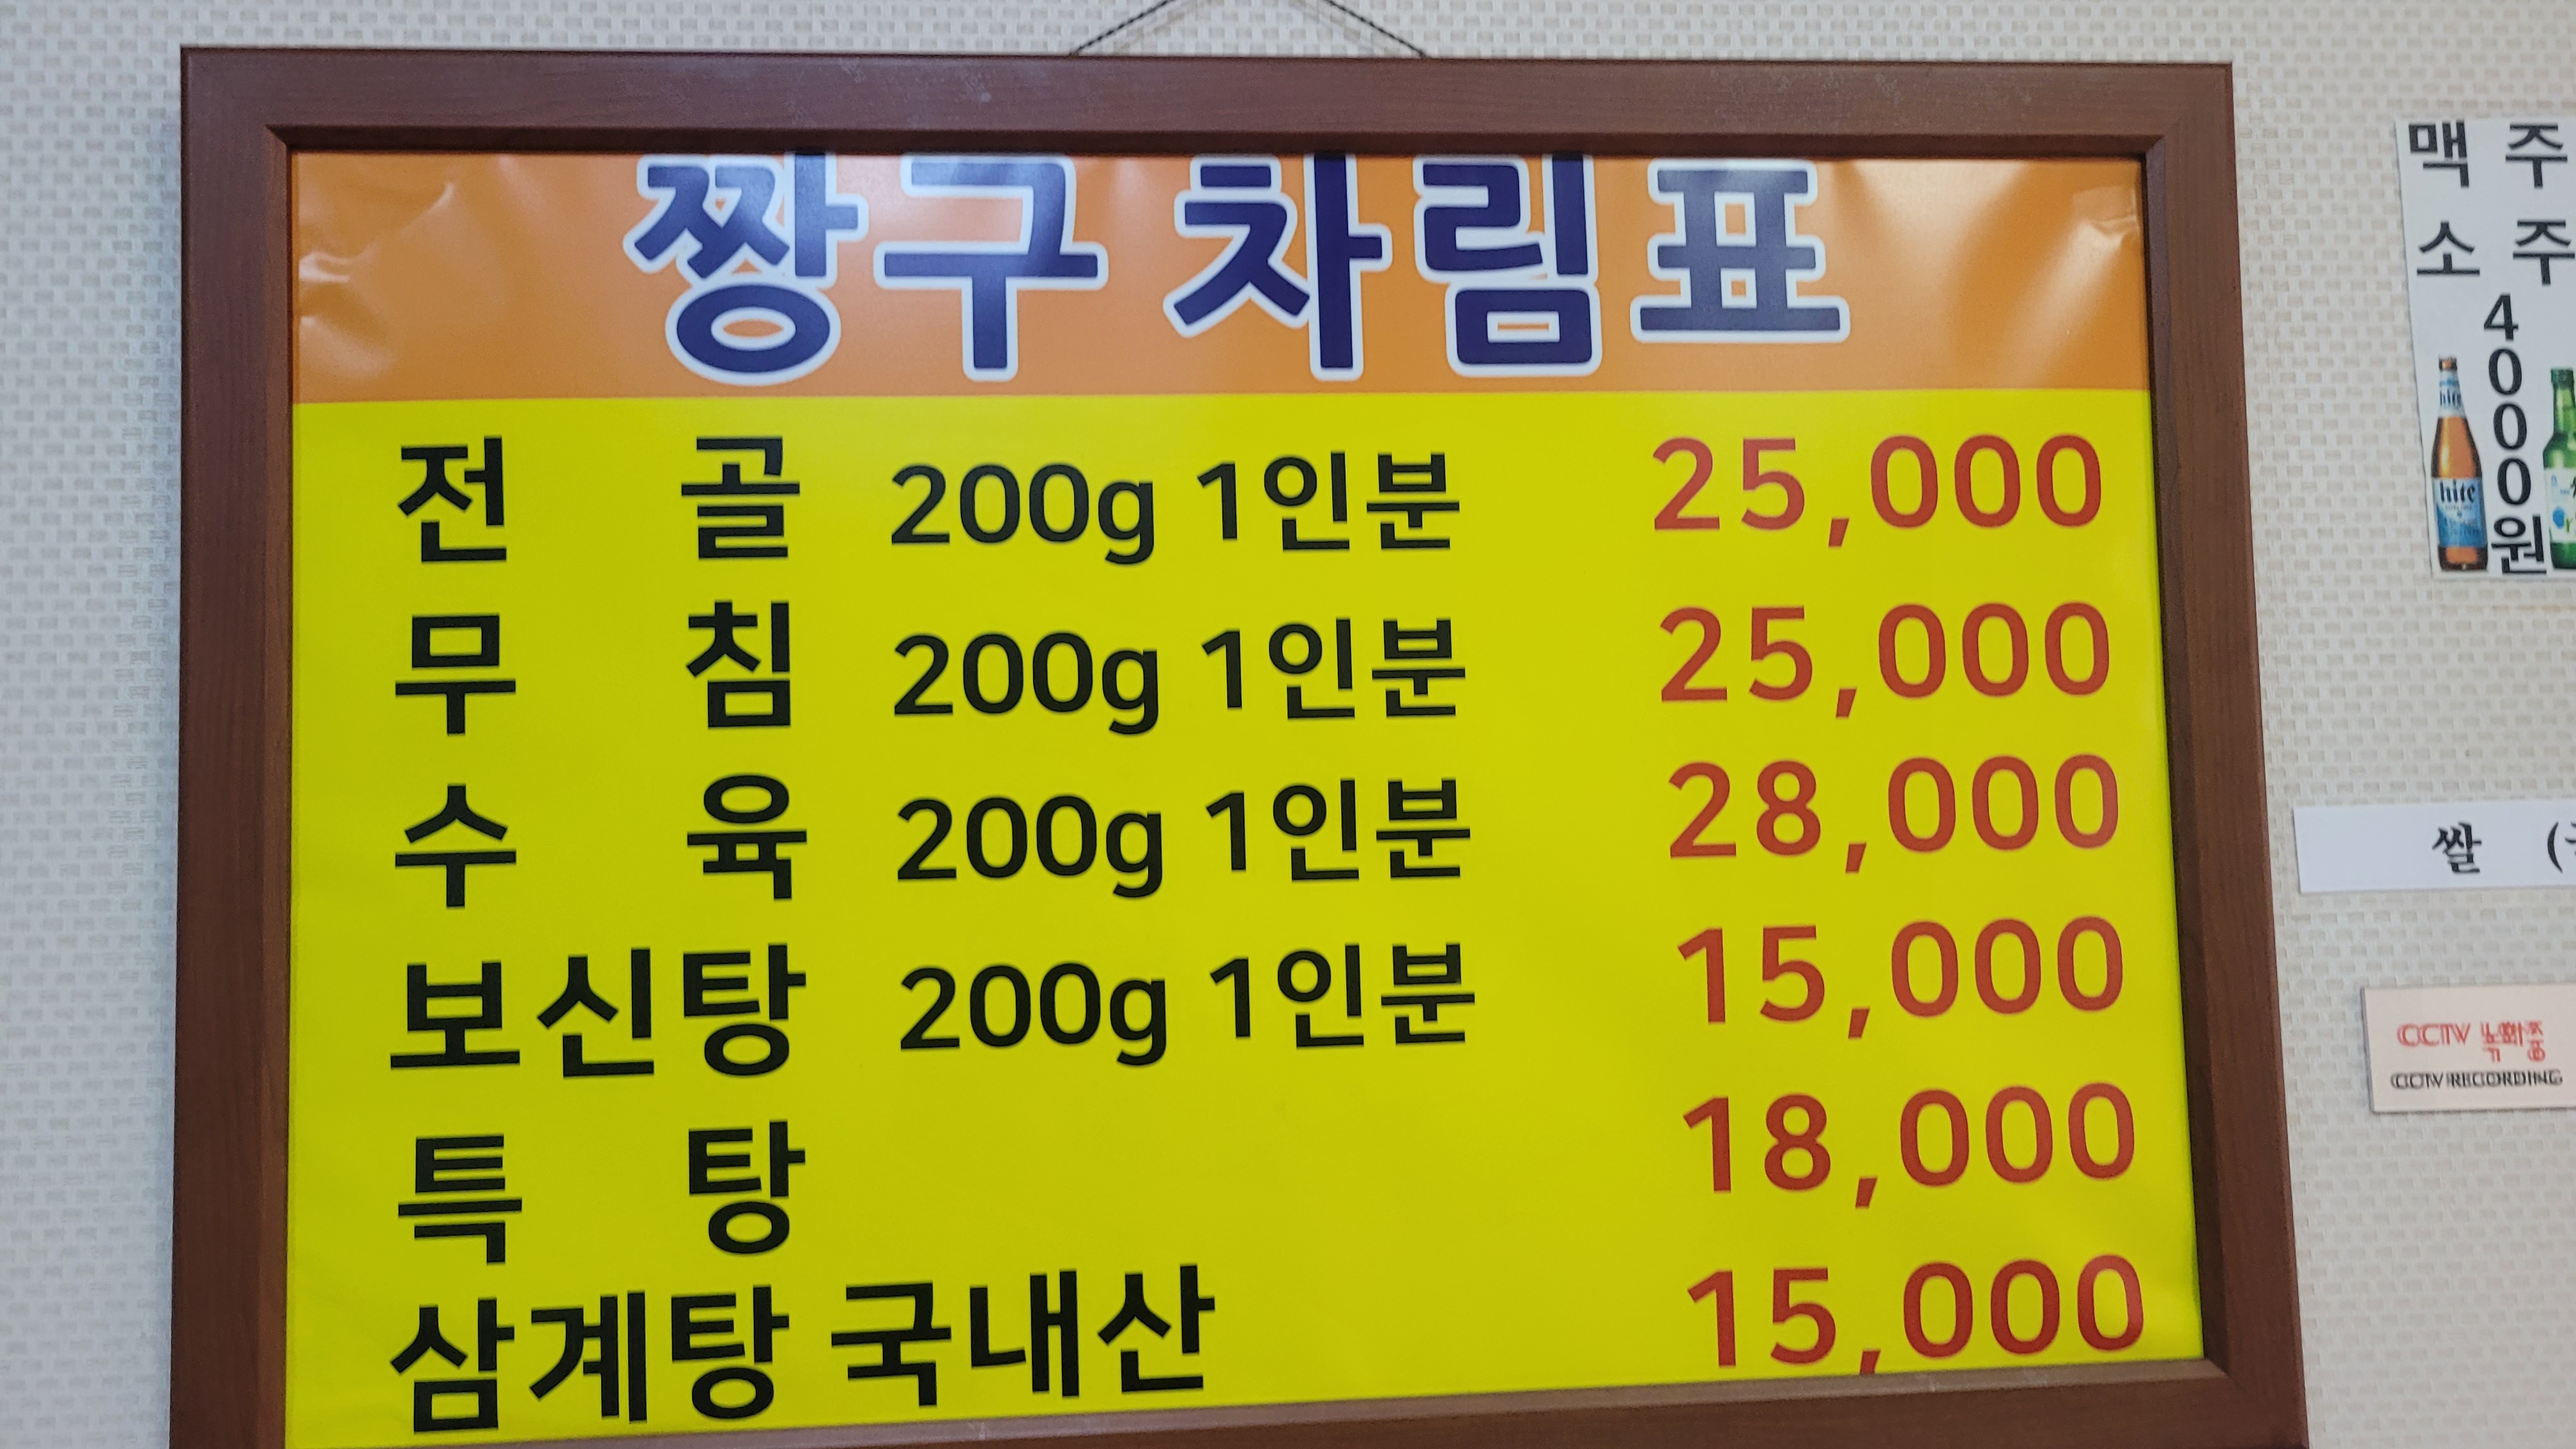 짱구 차림표
전 골 200g 1인분 25,000
무 침 200g 1인분 25,000
수 육 200g 1인분 28,000
보신탕 200g 1인분 15,000
특 탕 18,000
삼계탕 국내산 15,000
맥 주
소 주
4000원
hite
hite
쌀 (
CCTV 녹화중
CCTV RECORDING